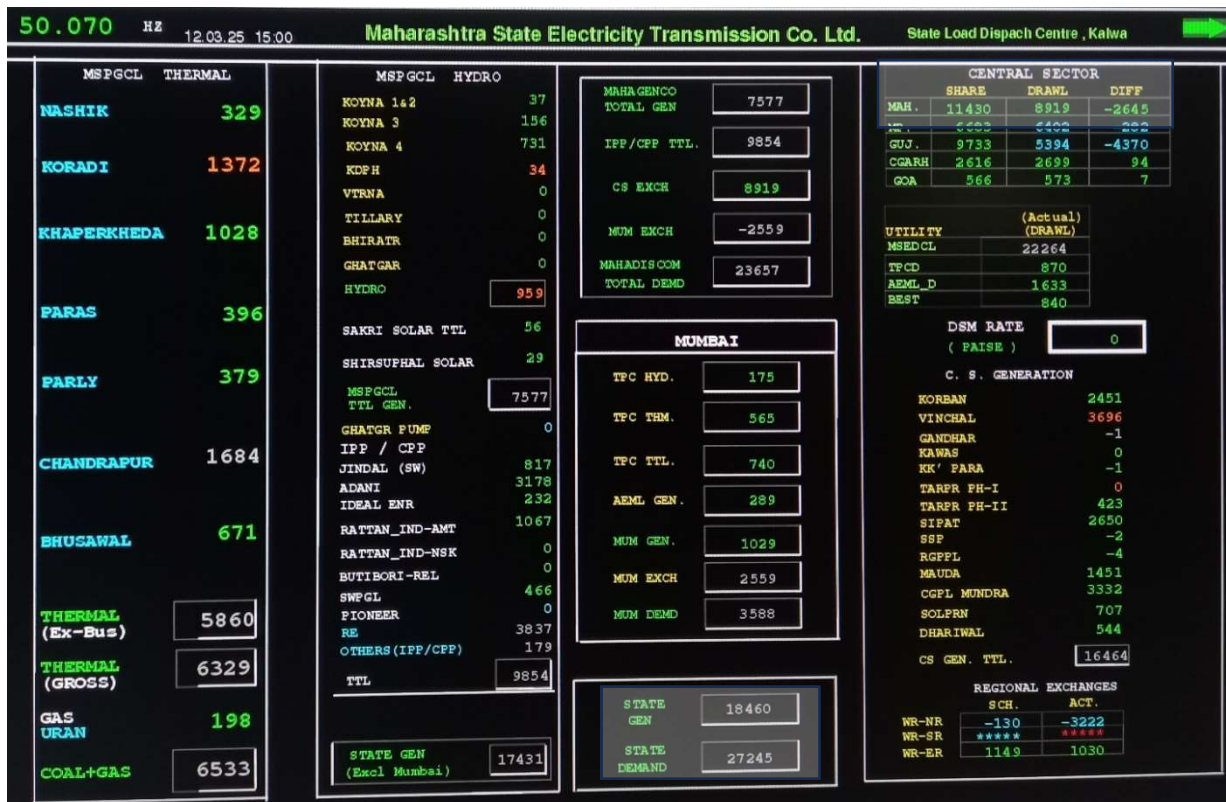 50.070 HZ 12.03.25 15:00 Maharashtra State Electricity Transmission Co. Ltd. State Load Dispach Centre , Kalwa
MSPGCL THERMAL
NASHIK 329
KORADI 1372
KHAPERKHEDA 1028
PARAS 396
PARLY 379
CHANDRAPUR 1684
BHUSAWAL 671
THERMAL 5860
(Ex-Bus)
THERMAL 6329
(GROSS)
GAS 198
URAN
COAL+GAS 6533
MSPGCL HYDRO
KOYNA 1&2 37
KOYNA 3 156
KOYNA 4 731
KDPH 34
VTRNA 0
TILLARY 0
BHIRATR 0
GHATGAR 0
HYDRO 959
SAKRI SOLAR TTL 56
SHIRSUPHAL SOLAR 29
MSPGCL 7577
TTL GEN.
GHATGR PUMP 0
IPP / CPP
JINDAL (SW) 817
ADANI 3178
IDEAL ENR 232
RATTAN_IND-AMT 1067
RATTAN_IND-NSK 0
BUTIBORI-REL 0
SWPGL 466
PIONEER 0
RE 3837
OTHERS(IPP/CPP) 179
TTL 9854
STATE GEN 17431
(Excl Mumbai)
MAHAGENCO 7577
TOTAL GEN
IPP/CPP TTL. 9854
CS EXCH 8919
MUM EXCH -2559
MAHADISCOM 23657
TOTAL DEMD
MUMBAI
TPC HYD. 175
TPC THM. 565
TPC TTL. 740
AEML GEN. 289
MUM GEN. 1029
MUM EXCH 2559
MUM DEMD 3588
STATE 18460
GEN
STATE 27245
DEMAND
CENTRAL SECTOR
SHARE DRAWL DIFF
MAH. 11430 8919 -2645
MP. 6683 6402 -282
GUJ. 9733 5394 -4370
CGARH 2616 2699 94
GOA 566 573 7
(Actual)
UTILITY (DRAWL)
MSEDCL 22264
TPCD 870
AEML_D 1633
BEST 840
DSM RATE 0
( PAISE )
C. S. GENERATION
KORBAN 2451
VINCHAL 3696
GANDHAR -1
KAWAS 0
KK' PARA -1
TARPR PH-I 0
TARPR PH-II 423
SIPAT 2650
SSP -2
RGPPL -4
MAUDA 1451
CGPL MUNDRA 3332
SOLPRN 707
DHARIWAL 544
CS GEN. TTL. 16464
REGIONAL EXCHANGES
SCH. ACT.
WR-NR -130 -3222
WR-SR ***** *****
WR-ER 1149 1030